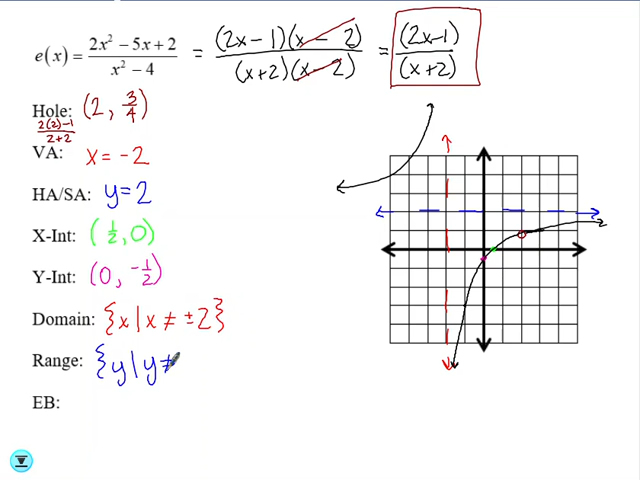 e(x) = (2x² − 5x + 2)/(x² − 4) = (2x − 1)(x − 2)/(x+2)(x−2) = (2x−1)/(x+2)
Hole: (2, 3/4)
2(2)−1/2+2
VA: x = −2
HA/SA: y = 2
X-Int: (1/2, 0)
Y-Int: (0, −1/2)
Domain: {x | x ≠ ±2}
Range: {y | y ≠
EB: